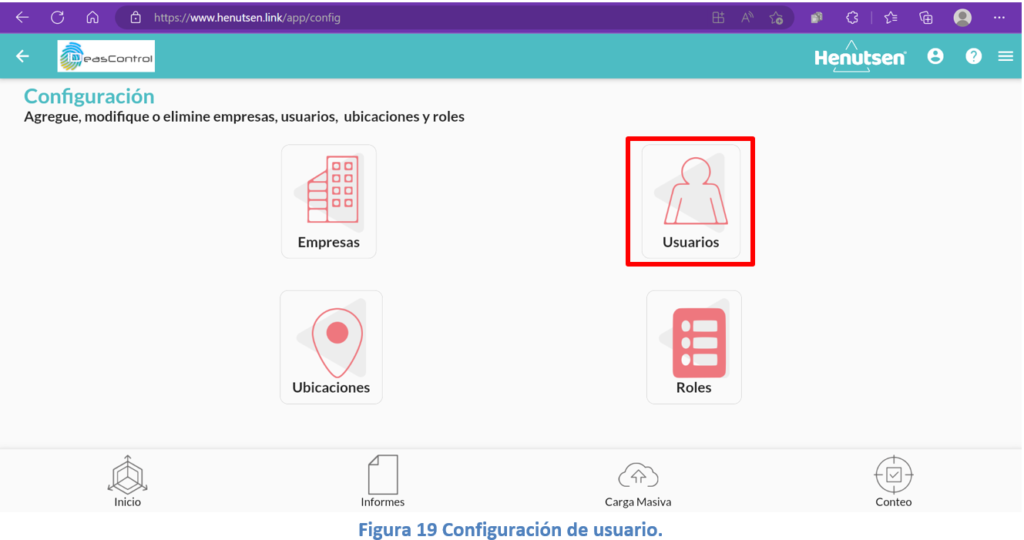 https://www.henutsen.link/app/config
easControl
Henutsen
Configuración
Agregue, modifique o elimine empresas, usuarios, ubicaciones y roles
Empresas
Usuarios
Ubicaciones
Roles
Inicio
Informes
Carga Masiva
Conteo
Figura 19 Configuración de usuario.